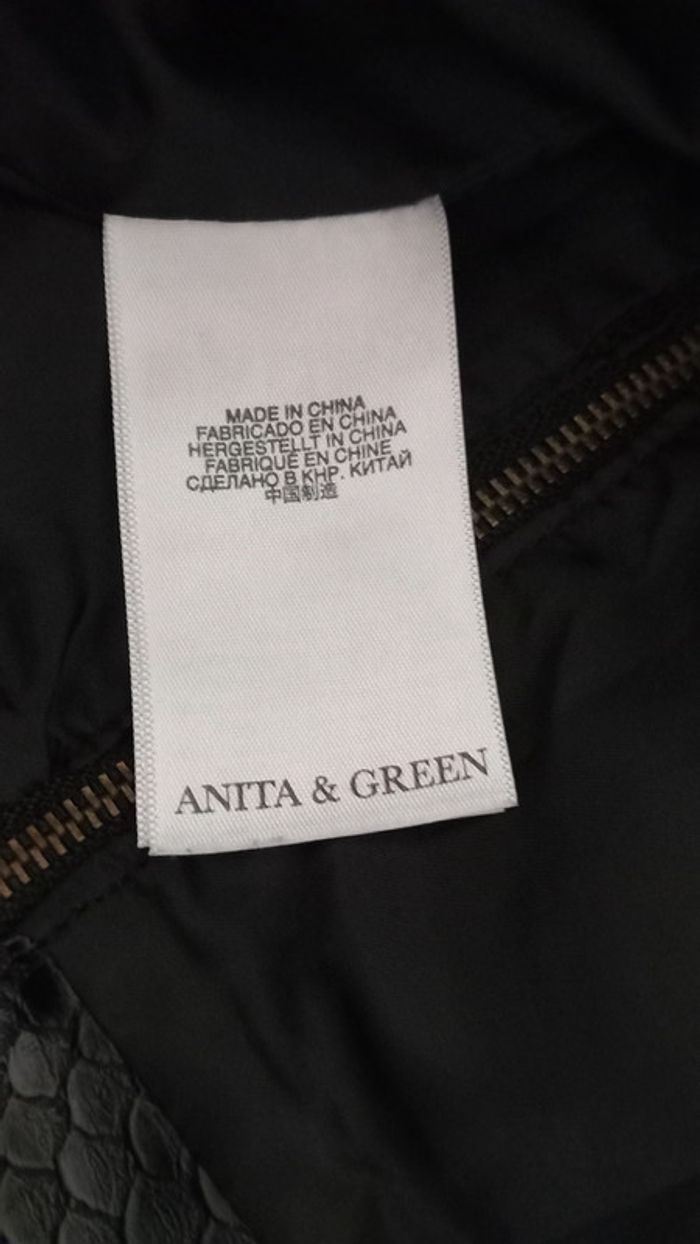 MADE IN CHINA
FABRICADO EN CHINA
HERGESTELLT IN CHINA
FABRIQUÉ EN CHINE
СДЕЛАНО В КНР. КИТАЙ
中国制造
ANITA & GREEN